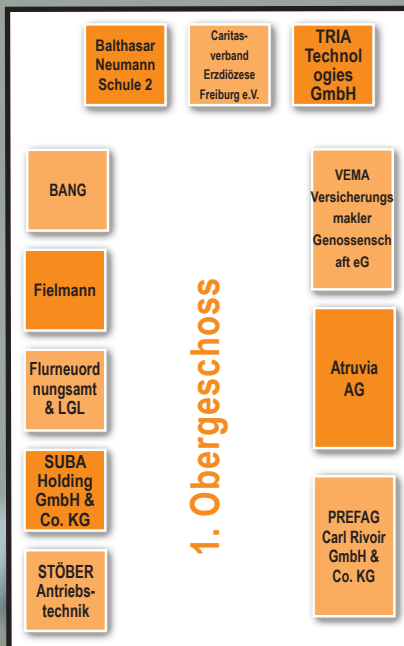 Balthasar
Neumann
Schule 2
Caritas-
verband
Erzdiözese
Freiburg e.V.
TRIA
Technol
ogies
GmbH
BANG
Fielmann
Flurneuord
nungsamt
& LGL
SUBA
Holding
GmbH &
Co. KG
STÖBER
Antriebs-
technik
1. Obergeschoss
VEMA
Versicherungs
makler
Genossensch
aft eG
Atruvia
AG
PREFAG
Carl Rivoir
GmbH &
Co. KG